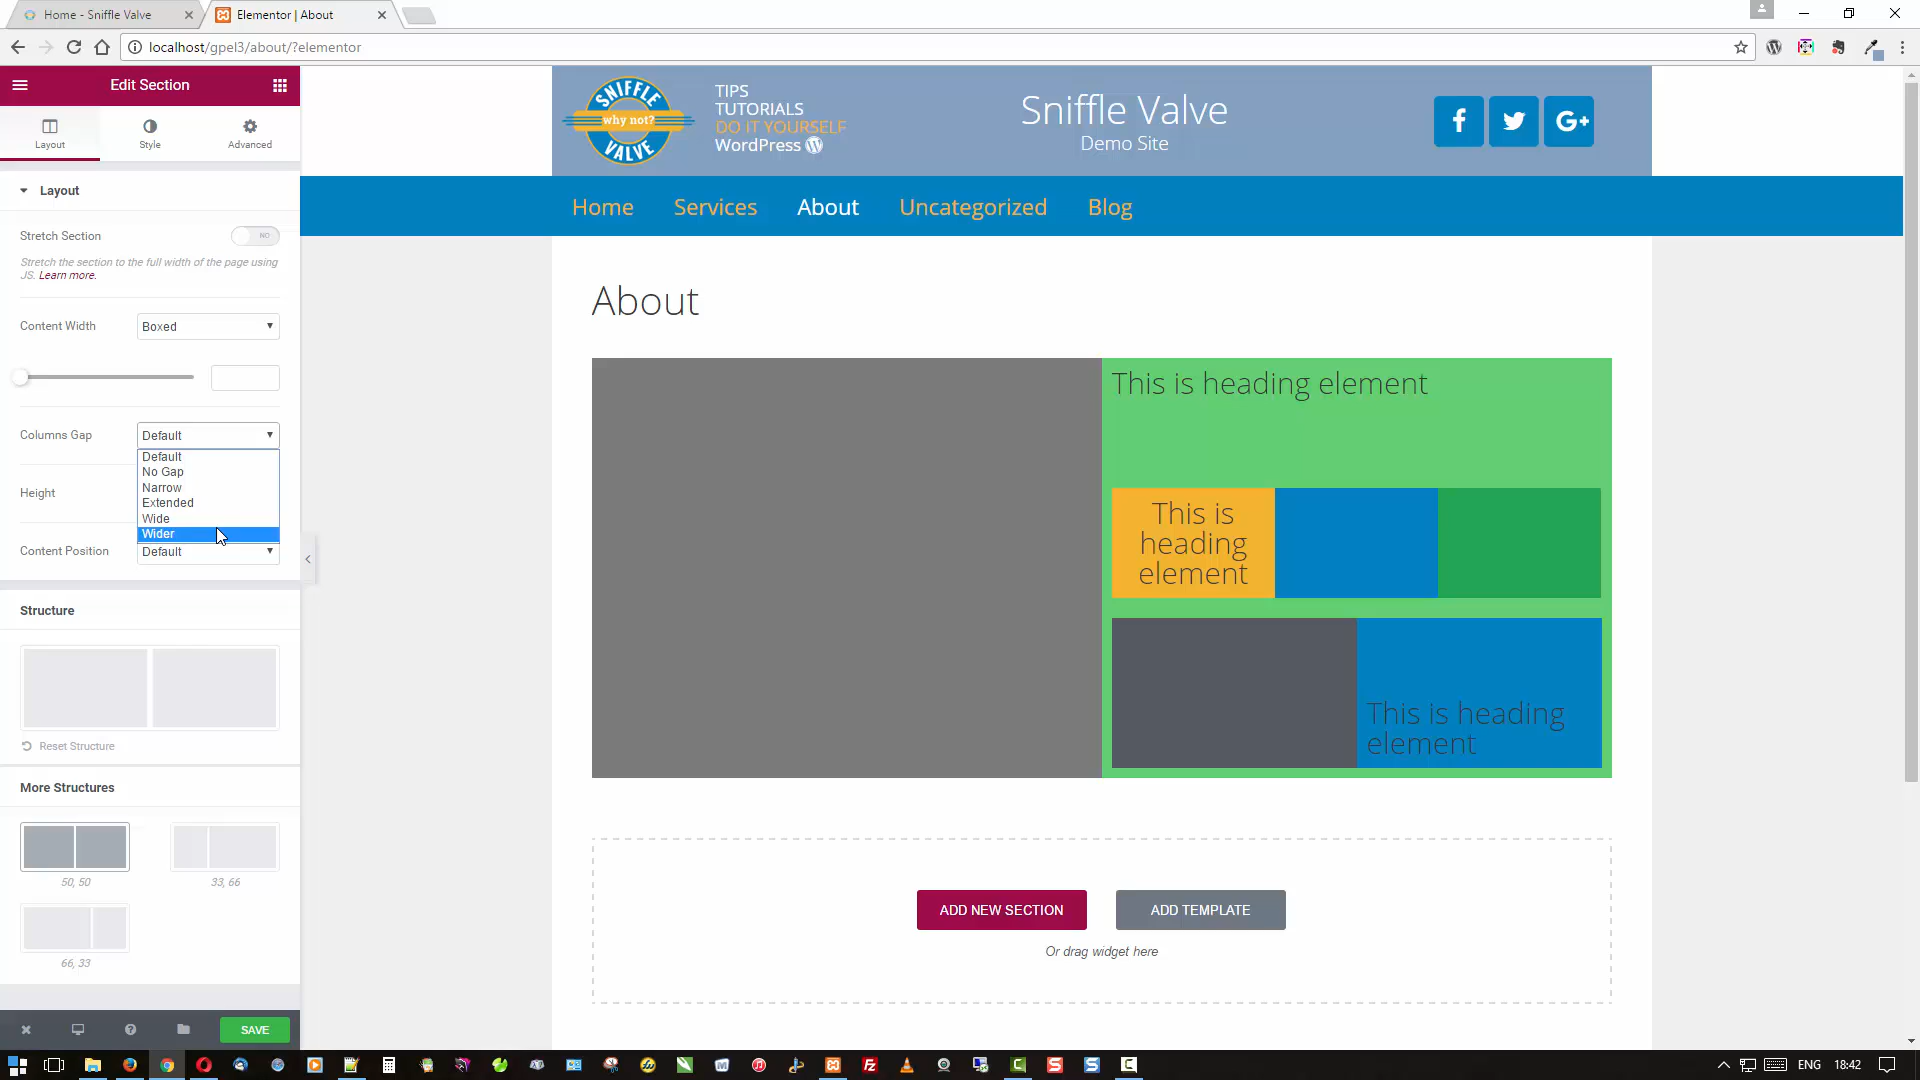 Home - Sniffle Valve
Elementor | About
localhost/gpel3/about/?elementor
Edit Section
Layout
Style
Advanced
Layout
Stretch Section
NO
Stretch the section to the full width of the page using
JS. Learn more.
Content Width
Boxed
Columns Gap
Default
Default
No Gap
Narrow
Extended
Wide
Wider
Height
Content Position
Default
Structure
Reset Structure
More Structures
50, 50
33, 66
66, 33
SAVE
SNIFFLE
why not?
VALVE
TIPS
TUTORIALS
DO IT YOURSELF
WordPress
Sniffle Valve
Demo Site
Home
Services
About
Uncategorized
Blog
About
This is heading element
This is
heading
element
This is heading
element
ADD NEW SECTION
ADD TEMPLATE
Or drag widget here
ENG
18:42